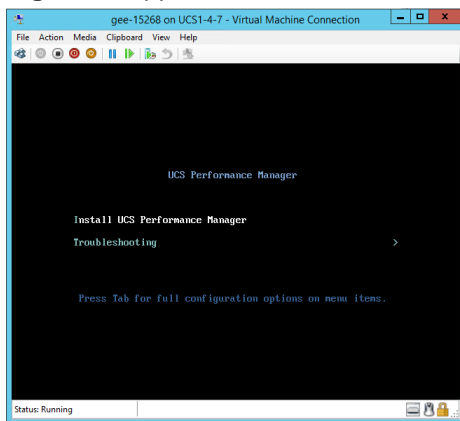 gee-15268 on UCS1-4-7 - Virtual Machine Connection
File Action Media Clipboard View Help
UCS Performance Manager
Install UCS Performance Manager
Troubleshooting >
Press Tab for full configuration options on menu items.
Status: Running